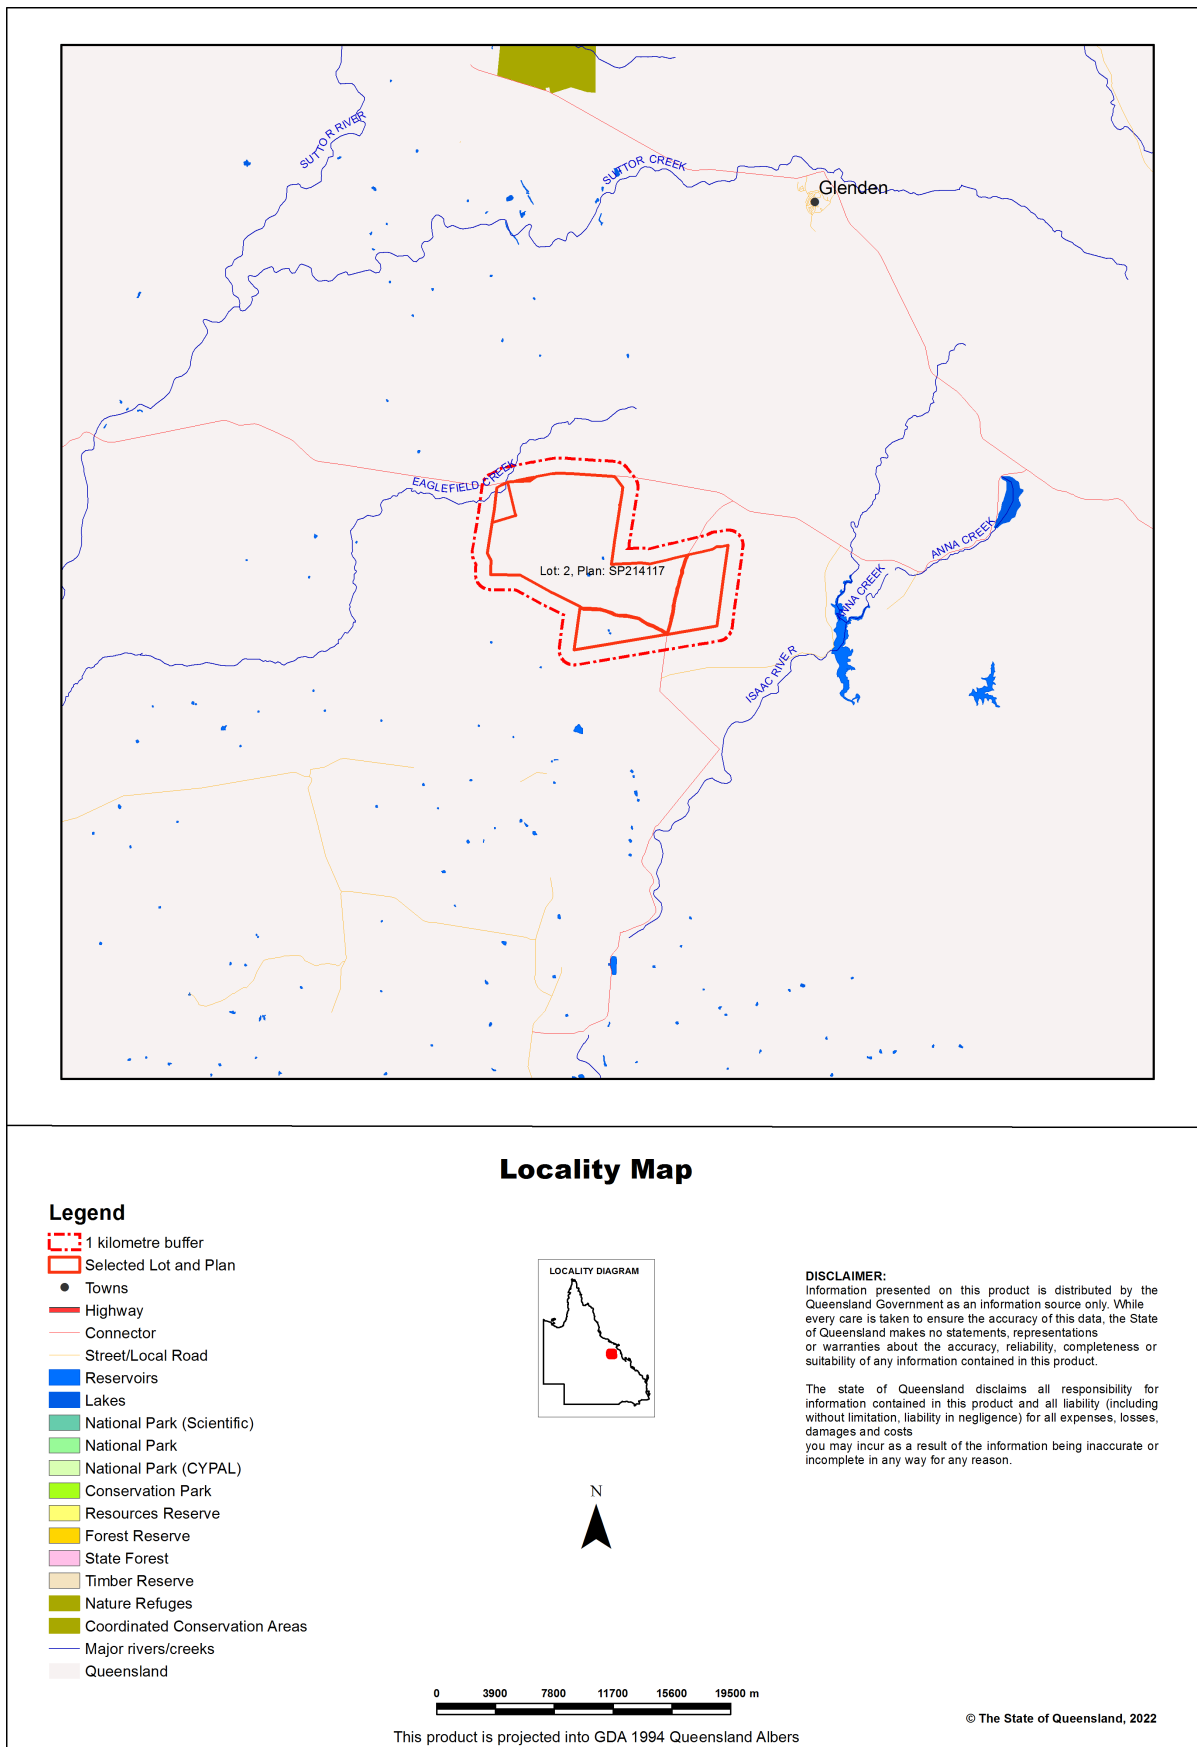 SUTTOR RIVER
SUTTOR CREEK
Glenden
EAGLEFIELD CREEK
ANNA CREEK
Lot: 2, Plan: SP214117
ANNA CREEK
ISAAC RIVER
Locality Map
Legend
1 kilometre buffer
Selected Lot and Plan
Towns
Highway
Connector
Street/Local Road
Reservoirs
Lakes
National Park (Scientific)
National Park
National Park (CYPAL)
Conservation Park
Resources Reserve
Forest Reserve
State Forest
Timber Reserve
Nature Refuges
Coordinated Conservation Areas
Major rivers/creeks
Queensland
LOCALITY DIAGRAM
N
DISCLAIMER:
Information presented on this product is distributed by the
Queensland Government as an information source only. While
every care is taken to ensure the accuracy of this data, the State
of Queensland makes no statements, representations
or warranties about the accuracy, reliability, completeness or
suitability of any information contained in this product.
The state of Queensland disclaims all responsibility for
information contained in this product and all liability (including
without limitation, liability in negligence) for all expenses, losses,
damages and costs
you may incur as a result of the information being inaccurate or
incomplete in any way for any reason.
0 3900 7800 11700 15600 19500 m
This product is projected into GDA 1994 Queensland Albers
© The State of Queensland, 2022